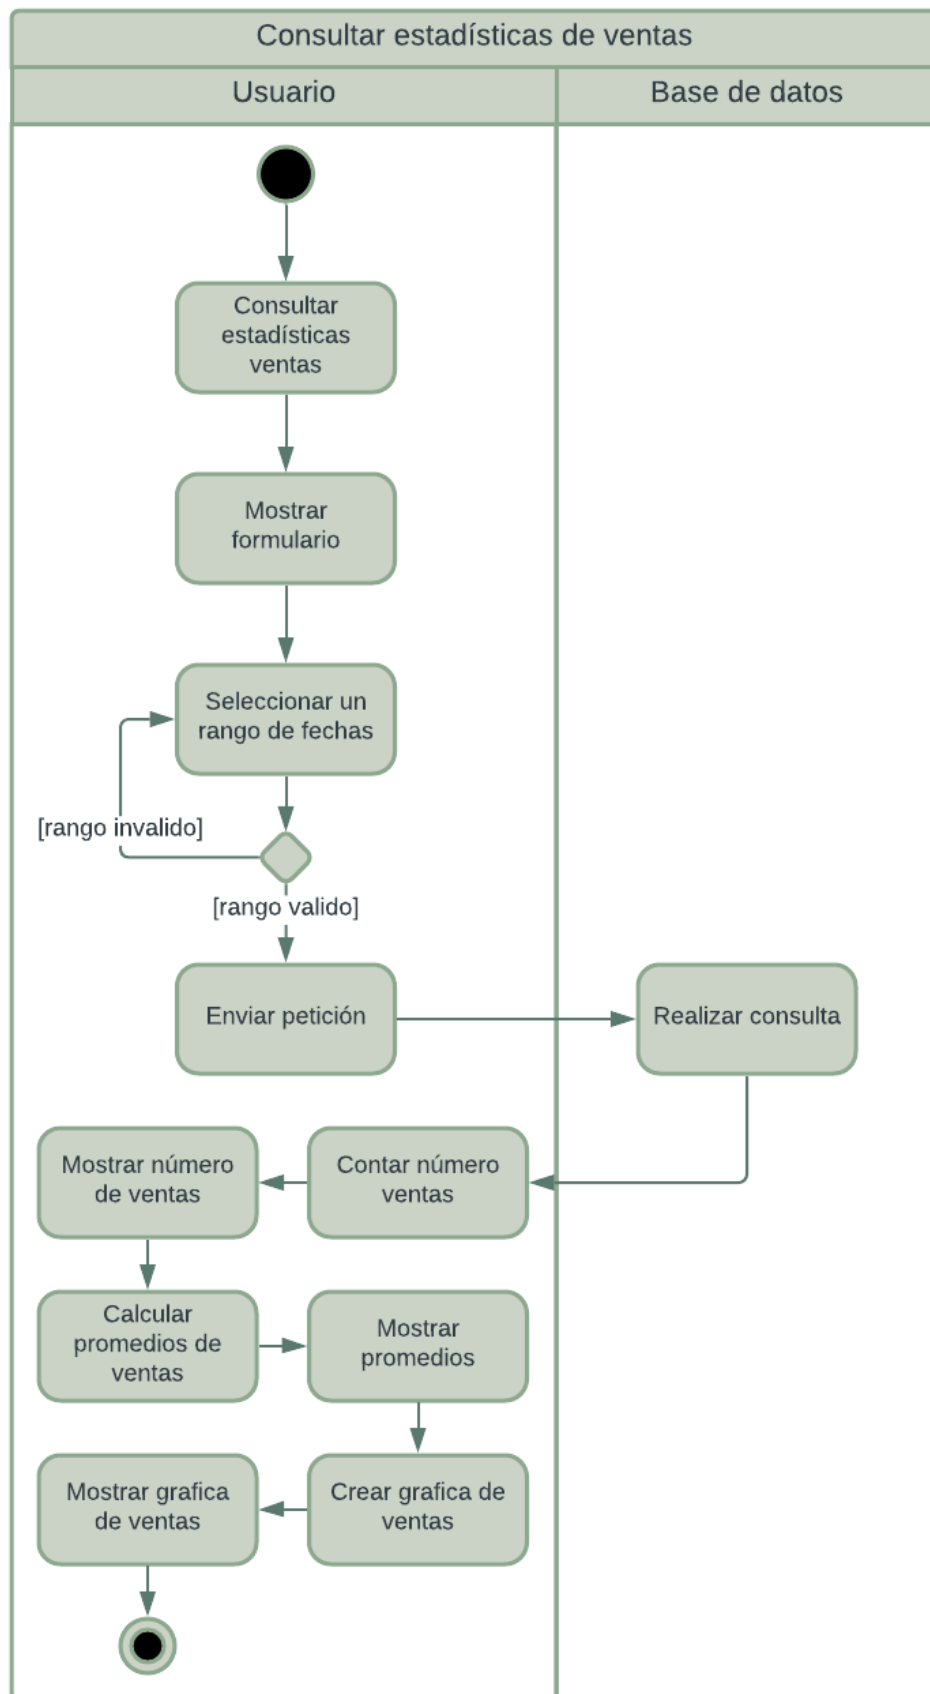 Consultar estadísticas de ventas
Usuario
Base de datos
Consultar
estadísticas
ventas
Mostrar
formulario
Seleccionar un
rango de fechas
[rango invalido]
[rango valido]
Enviar petición
Realizar consulta
Mostrar número
de ventas
Contar número
ventas
Calcular
promedios de
ventas
Mostrar
promedios
Mostrar grafica
de ventas
Crear grafica de
ventas